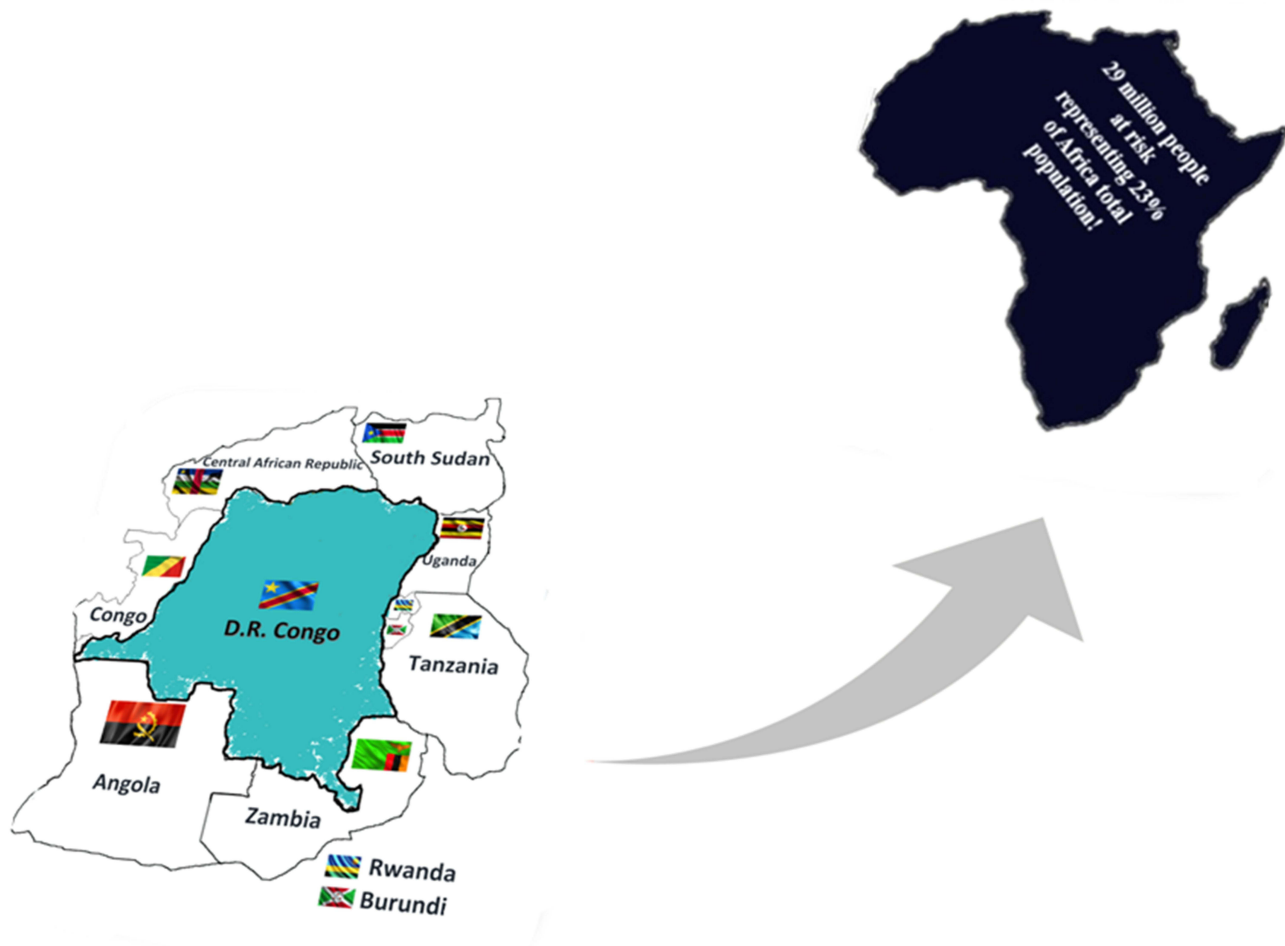 29 million people
at risk
representing 23%
of Africa total
population!
Central African Republic
South Sudan
Uganda
Congo
D.R. Congo
Tanzania
Angola
Zambia
Rwanda
Burundi